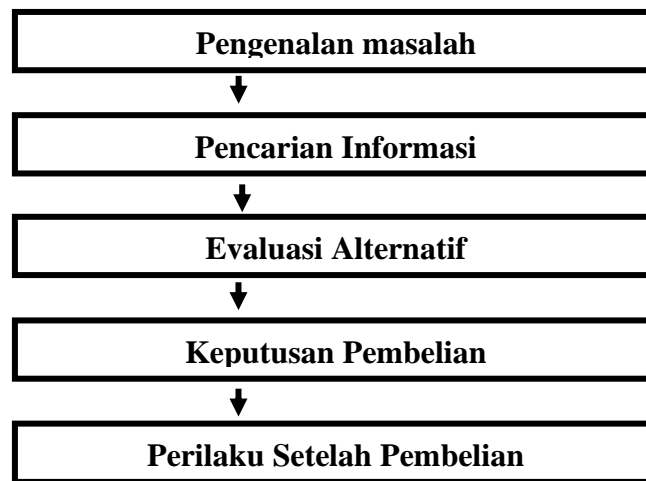 Pengenalan masalah
Pencarian Informasi
Evaluasi Alternatif
Keputusan Pembelian
Perilaku Setelah Pembelian